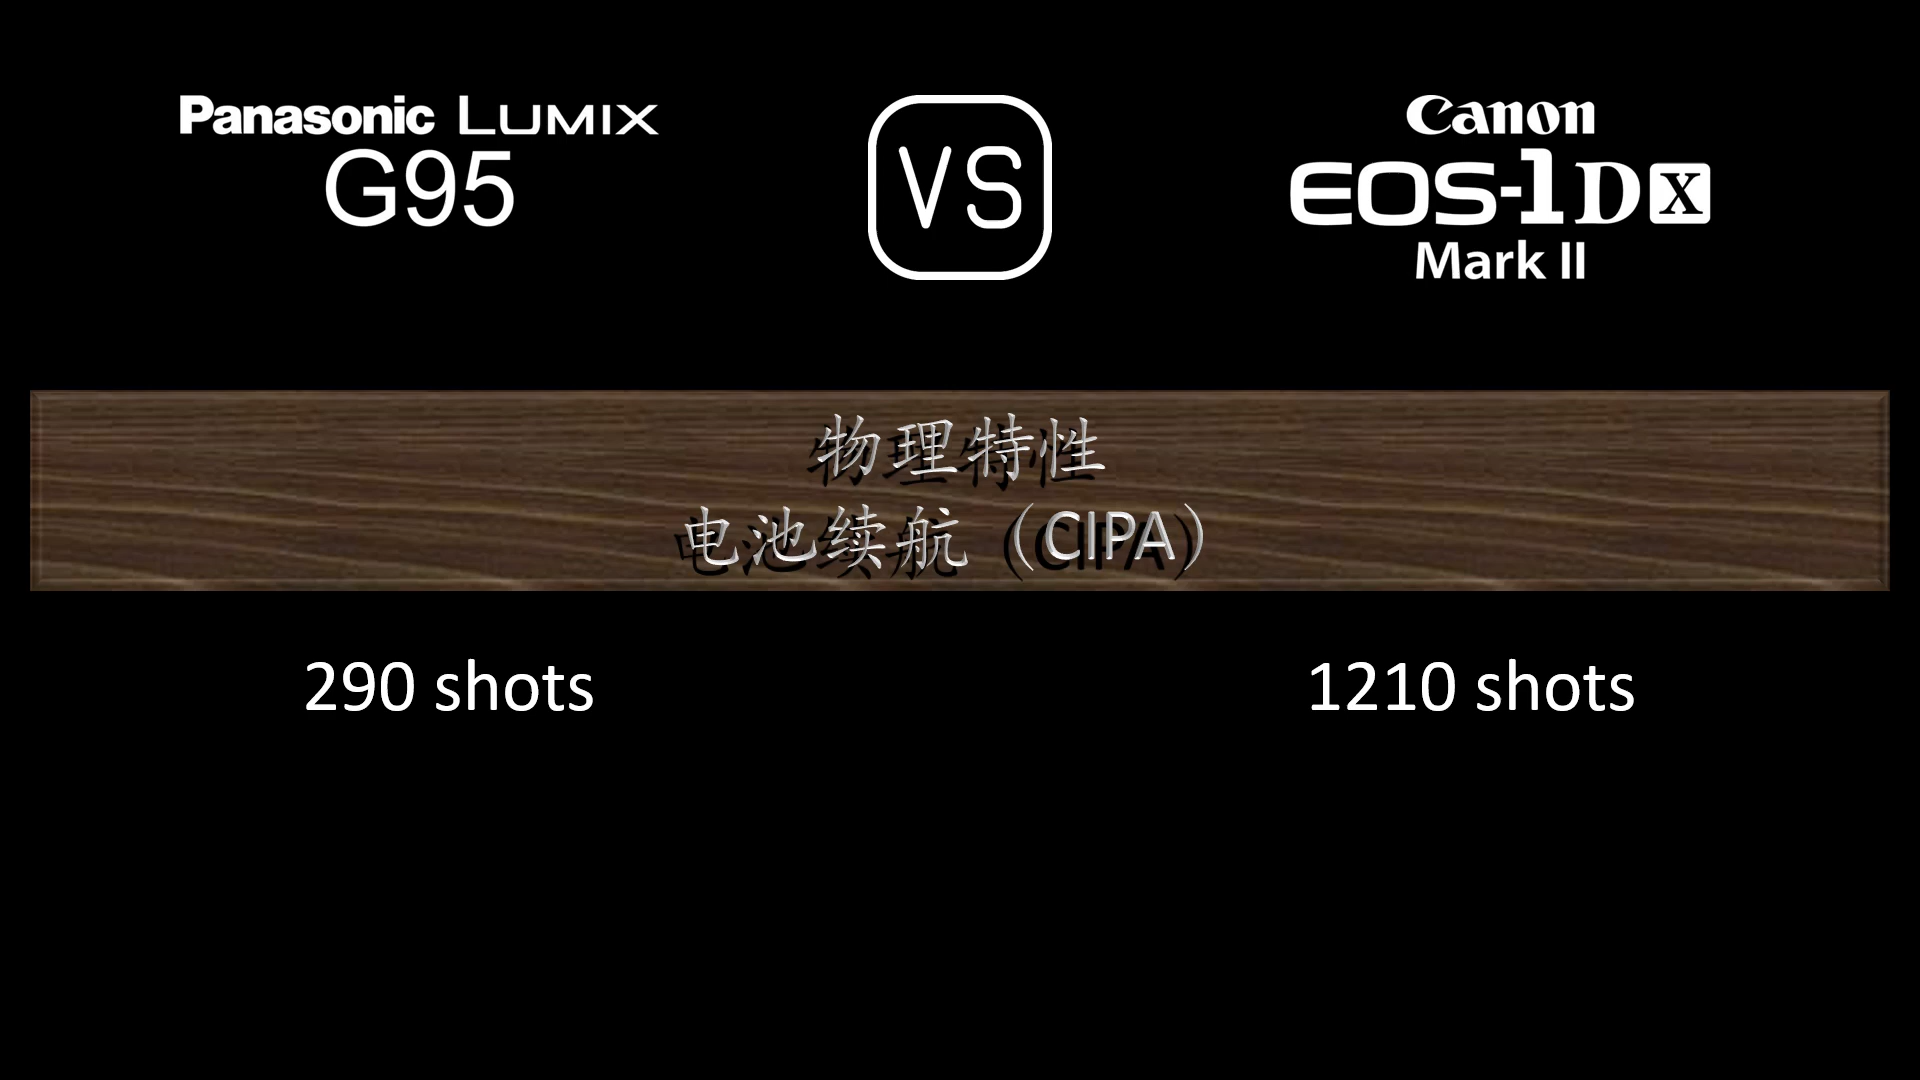 Panasonic LUMIX
G95
VS
Canon
EOS-1D X
Mark II
物理特性
电池续航（CIPA）
290 shots
1210 shots